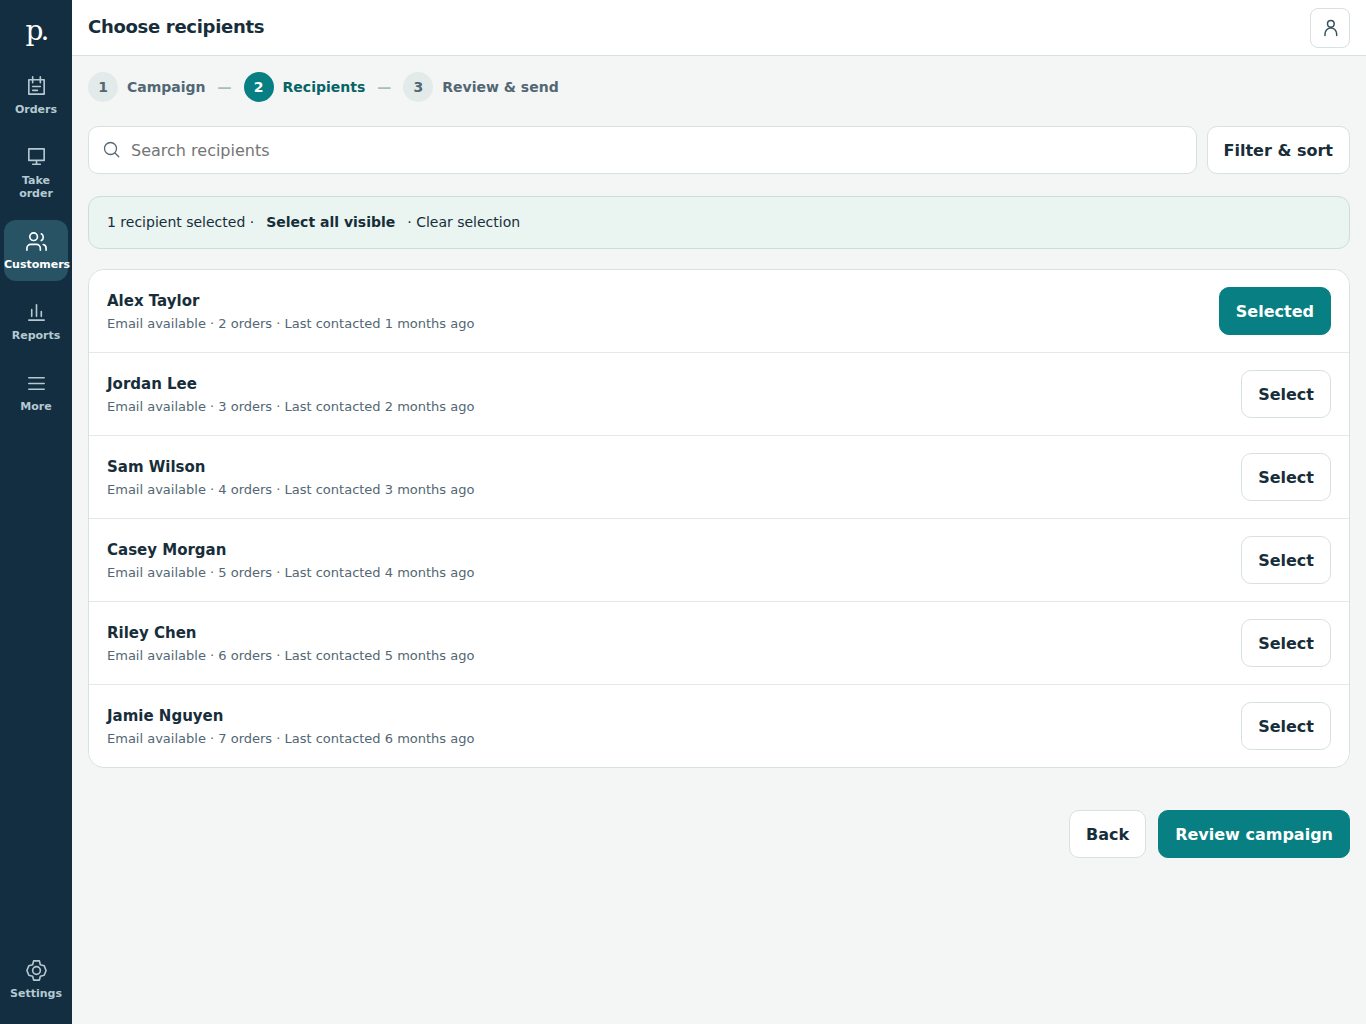 p.
Choose recipients
Orders
Take
order
Customers
Reports
More
Settings
1 Campaign — 2 Recipients — 3 Review & send
Search recipients
Filter & sort
1 recipient selected · Select all visible · Clear selection
Alex Taylor
Email available · 2 orders · Last contacted 1 months ago
Selected
Jordan Lee
Email available · 3 orders · Last contacted 2 months ago
Select
Sam Wilson
Email available · 4 orders · Last contacted 3 months ago
Select
Casey Morgan
Email available · 5 orders · Last contacted 4 months ago
Select
Riley Chen
Email available · 6 orders · Last contacted 5 months ago
Select
Jamie Nguyen
Email available · 7 orders · Last contacted 6 months ago
Select
Back
Review campaign